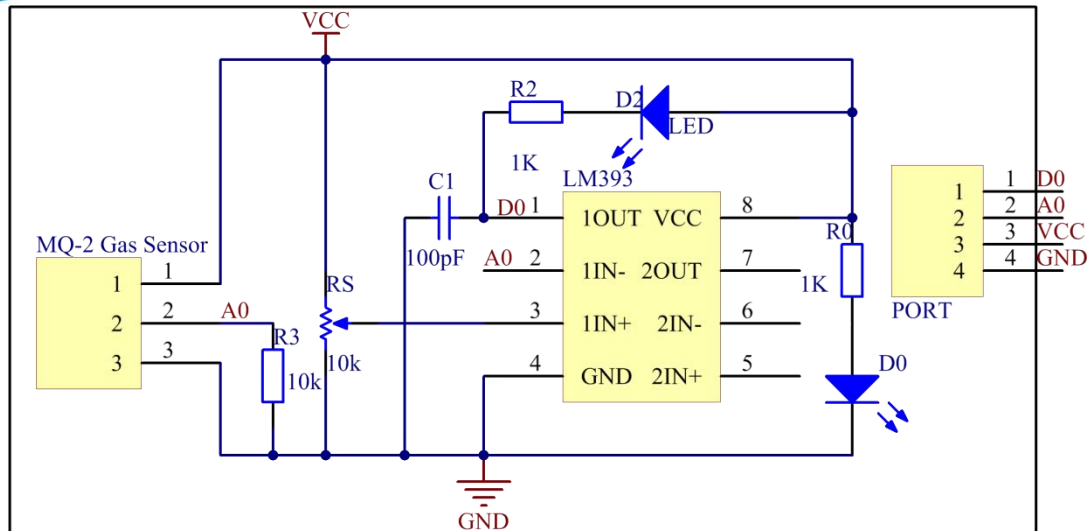 VCC
R2
D2
LED
1K
LM393
C1
D0
1
1OUT
VCC
8
100pF
A0
2
1IN-
2OUT
7
R0
1K
3
1IN+
2IN-
6
4
GND
2IN+
5
D0
MQ-2 Gas Sensor
1
1
2
2
A0
3
3
R3
10k
RS
10k
GND
1
1
D0
2
2
A0
3
3
VCC
4
4
GND
PORT